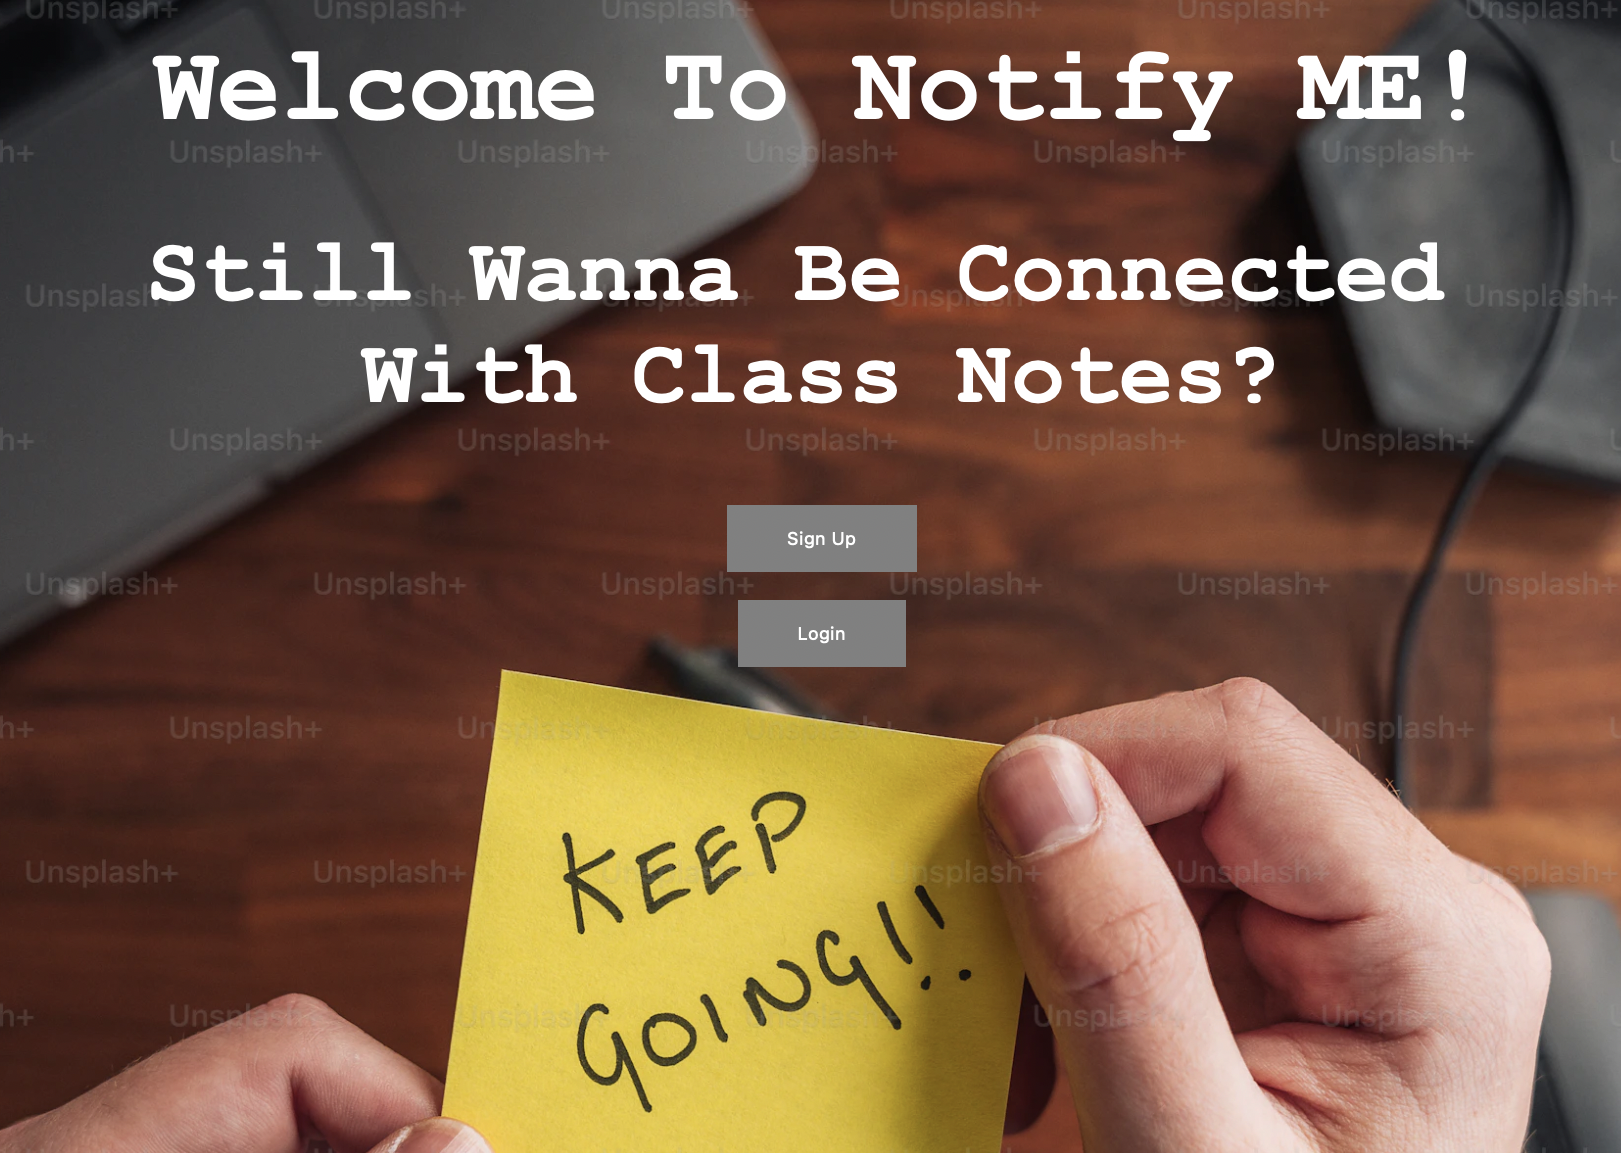 Welcome To Notify ME!
Still Wanna Be Connected
With Class Notes?
Sign Up
Login
KEEP
GOING!!
Unsplash+